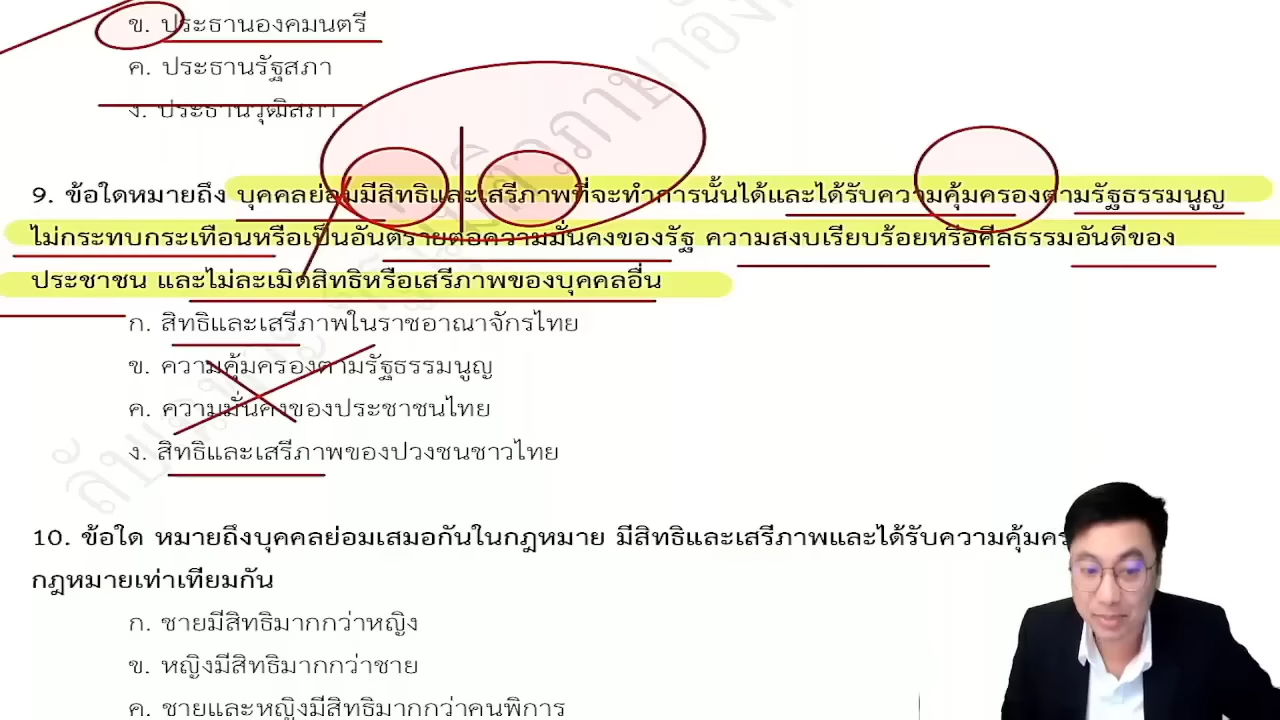 ข. ประธานองคมนตรี
ค. ประธานรัฐสภา
ง. ประธานวุฒิสภา
9. ข้อใดหมายถึง บุคคลย่อมมีสิทธิและเสรีภาพที่จะทำการนั้นได้และได้รับความคุ้มครองตามรัฐธรรมนูญ
ไม่กระทบกระเทือนหรือเป็นอันตรายต่อความมั่นคงของรัฐ ความสงบเรียบร้อยหรือศีลธรรมอันดีของ
ประชาชน และไม่ละเมิดสิทธิหรือเสรีภาพของบุคคลอื่น
ก. สิทธิและเสรีภาพในราชอาณาจักรไทย
ข. ความคุ้มครองตามรัฐธรรมนูญ
ค. ความมั่นคงของประชาชนไทย
ง. สิทธิและเสรีภาพของปวงชนชาวไทย
10. ข้อใด หมายถึงบุคคลย่อมเสมอกันในกฎหมาย มีสิทธิและเสรีภาพและได้รับความคุ้มคร
กฎหมายเท่าเทียมกัน
ก. ชายมีสิทธิมากกว่าหญิง
ข. หญิงมีสิทธิมากกว่าชาย
ค. ชายและหญิงมีสิทธิมากกว่าคนพิการ